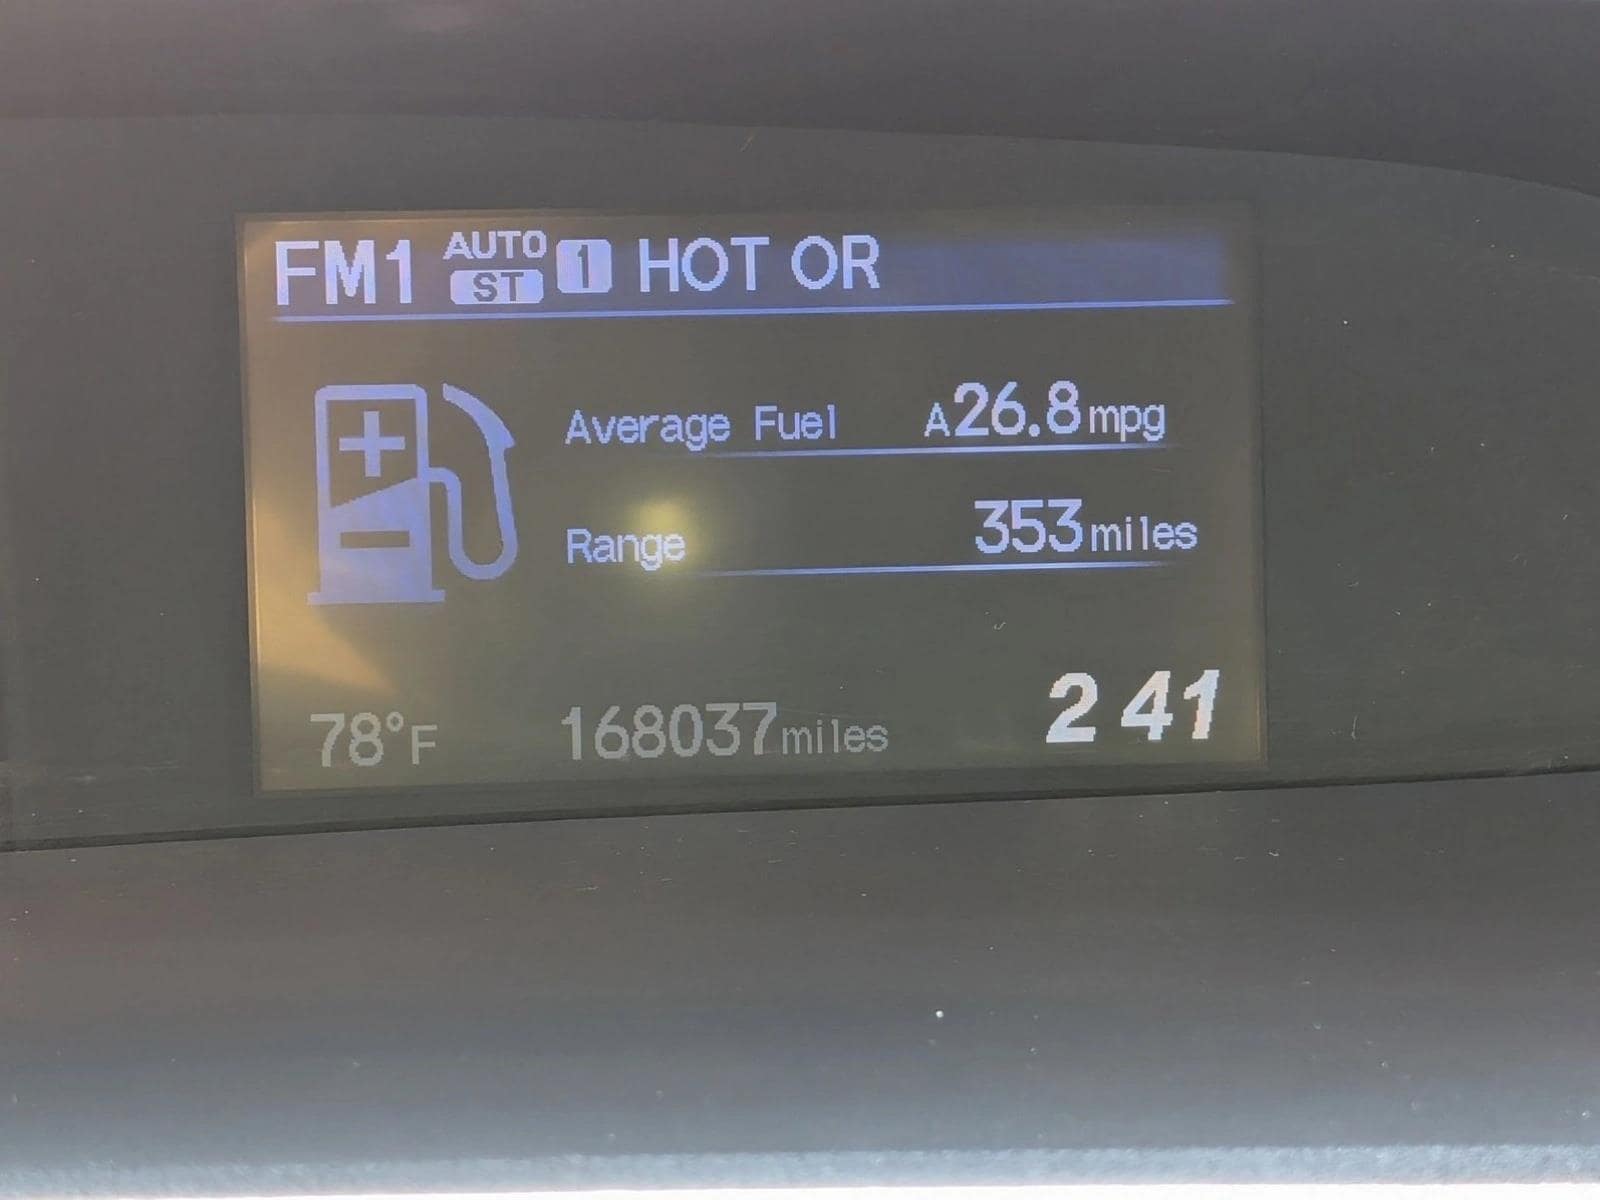 FM1 AUTO ST 1 HOT OR
Average Fuel A26.8mpg
Range 353miles
78°F 168037miles 2 41